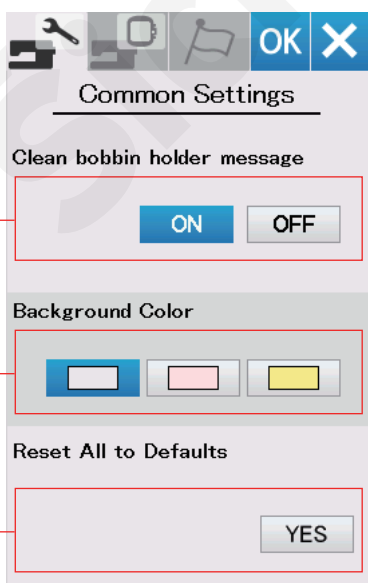 OK
Common Settings
Clean bobbin holder message
ON OFF
Background Color
Reset All to Defaults
YES